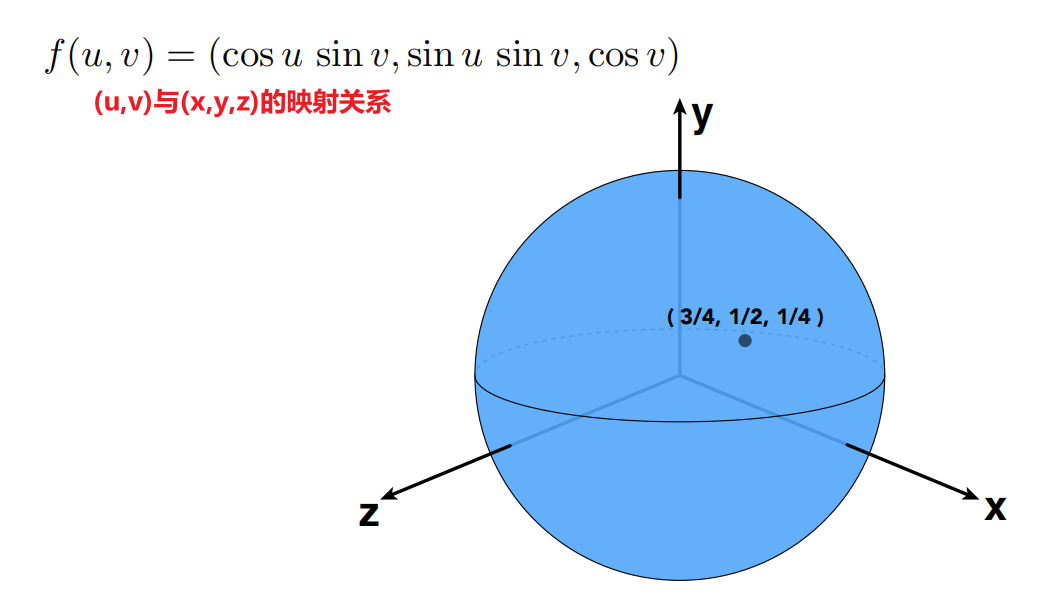 f(u, v) = (cos u sin v, sin u sin v, cos v)
(u,v)与(x,y,z)的映射关系
y
( 3/4, 1/2, 1/4 )
z
x